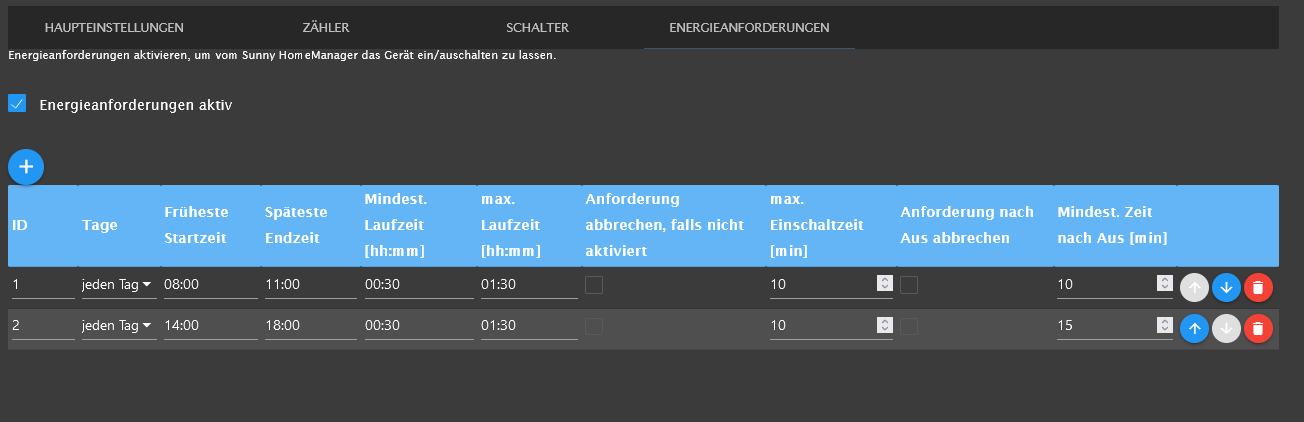 HAUPTEINSTELLUNGEN ZÄHLER SCHALTER ENERGIEANFORDERUNGEN
Energieanforderungen aktivieren, um vom Sunny HomeManager das Gerät ein/auschalten zu lassen.
Energieanforderungen aktiv
ID
Tage
Früheste
Startzeit
Späteste
Endzeit
Mindest.
Laufzeit
[hh:mm]
max.
Laufzeit
[hh:mm]
Anforderung
abbrechen, falls nicht
aktiviert
max.
Einschaltzeit
[min]
Anforderung nach
Aus abbrechen
Mindest. Zeit
nach Aus [min]
1 jeden Tag 08:00 11:00 00:30 01:30 10 10
2 jeden Tag 14:00 18:00 00:30 01:30 10 15